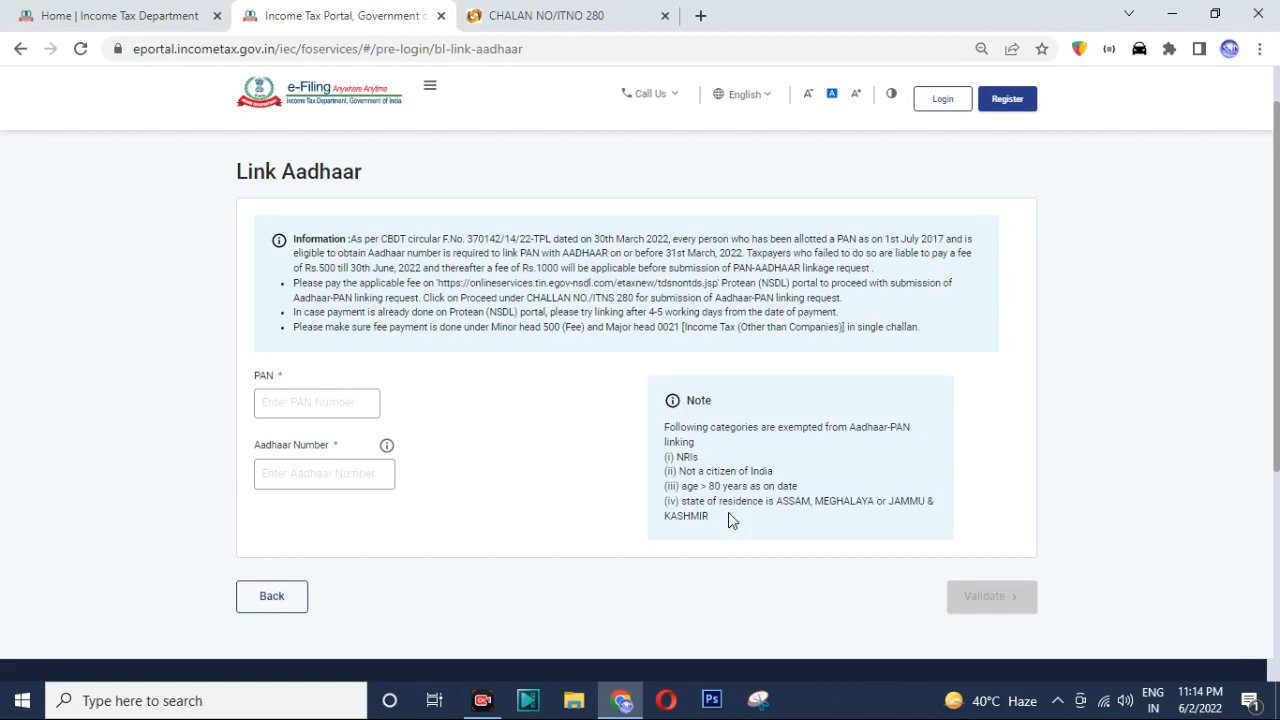 Home | Income Tax Department
Income Tax Portal, Government o
CHALAN NO/ITNO 280
eportal.incometax.gov.in/iec/foservices/#/pre-login/bl-link-aadhaar
e-Filing Anywhere Anytime
Income Tax Department, Government of India
Call Us
English
A-
A
A+
Login
Register
Link Aadhaar
Information :As per CBDT circular F.No. 370142/14/22-TPL dated on 30th March 2022, every person who has been allotted a PAN as on 1st July 2017 and is
eligible to obtain Aadhaar number is required to link PAN with AADHAAR on or before 31st March, 2022. Taxpayers who failed to do so are liable to pay a fee
of Rs.500 till 30th June, 2022 and thereafter a fee of Rs.1000 will be applicable before submission of PAN-AADHAAR linkage request .
• Please pay the applicable fee on 'https://onlineservices.tin.egov-nsdl.com/etaxnew/tdsnontds.jsp' Protean (NSDL) portal to proceed with submission of
Aadhaar-PAN linking request. Click on Proceed under CHALLAN NO./ITNS 280 for submission of Aadhaar-PAN linking request.
• In case payment is already done on Protean (NSDL) portal, please try linking after 4-5 working days from the date of payment.
• Please make sure fee payment is done under Minor head 500 (Fee) and Major head 0021 [Income Tax (Other than Companies)] in single challan.
PAN *
Enter PAN Number
Aadhaar Number *
Enter Aadhaar Number
Note
Following categories are exempted from Aadhaar-PAN
linking
(i) NRIs
(ii) Not a citizen of India
(iii) age > 80 years as on date
(iv) state of residence is ASSAM, MEGHALAYA or JAMMU &
KASHMIR
Back
Validate >
Type here to search
Ps
40°C Haze
ENG
IN
11:14 PM
6/2/2022
1